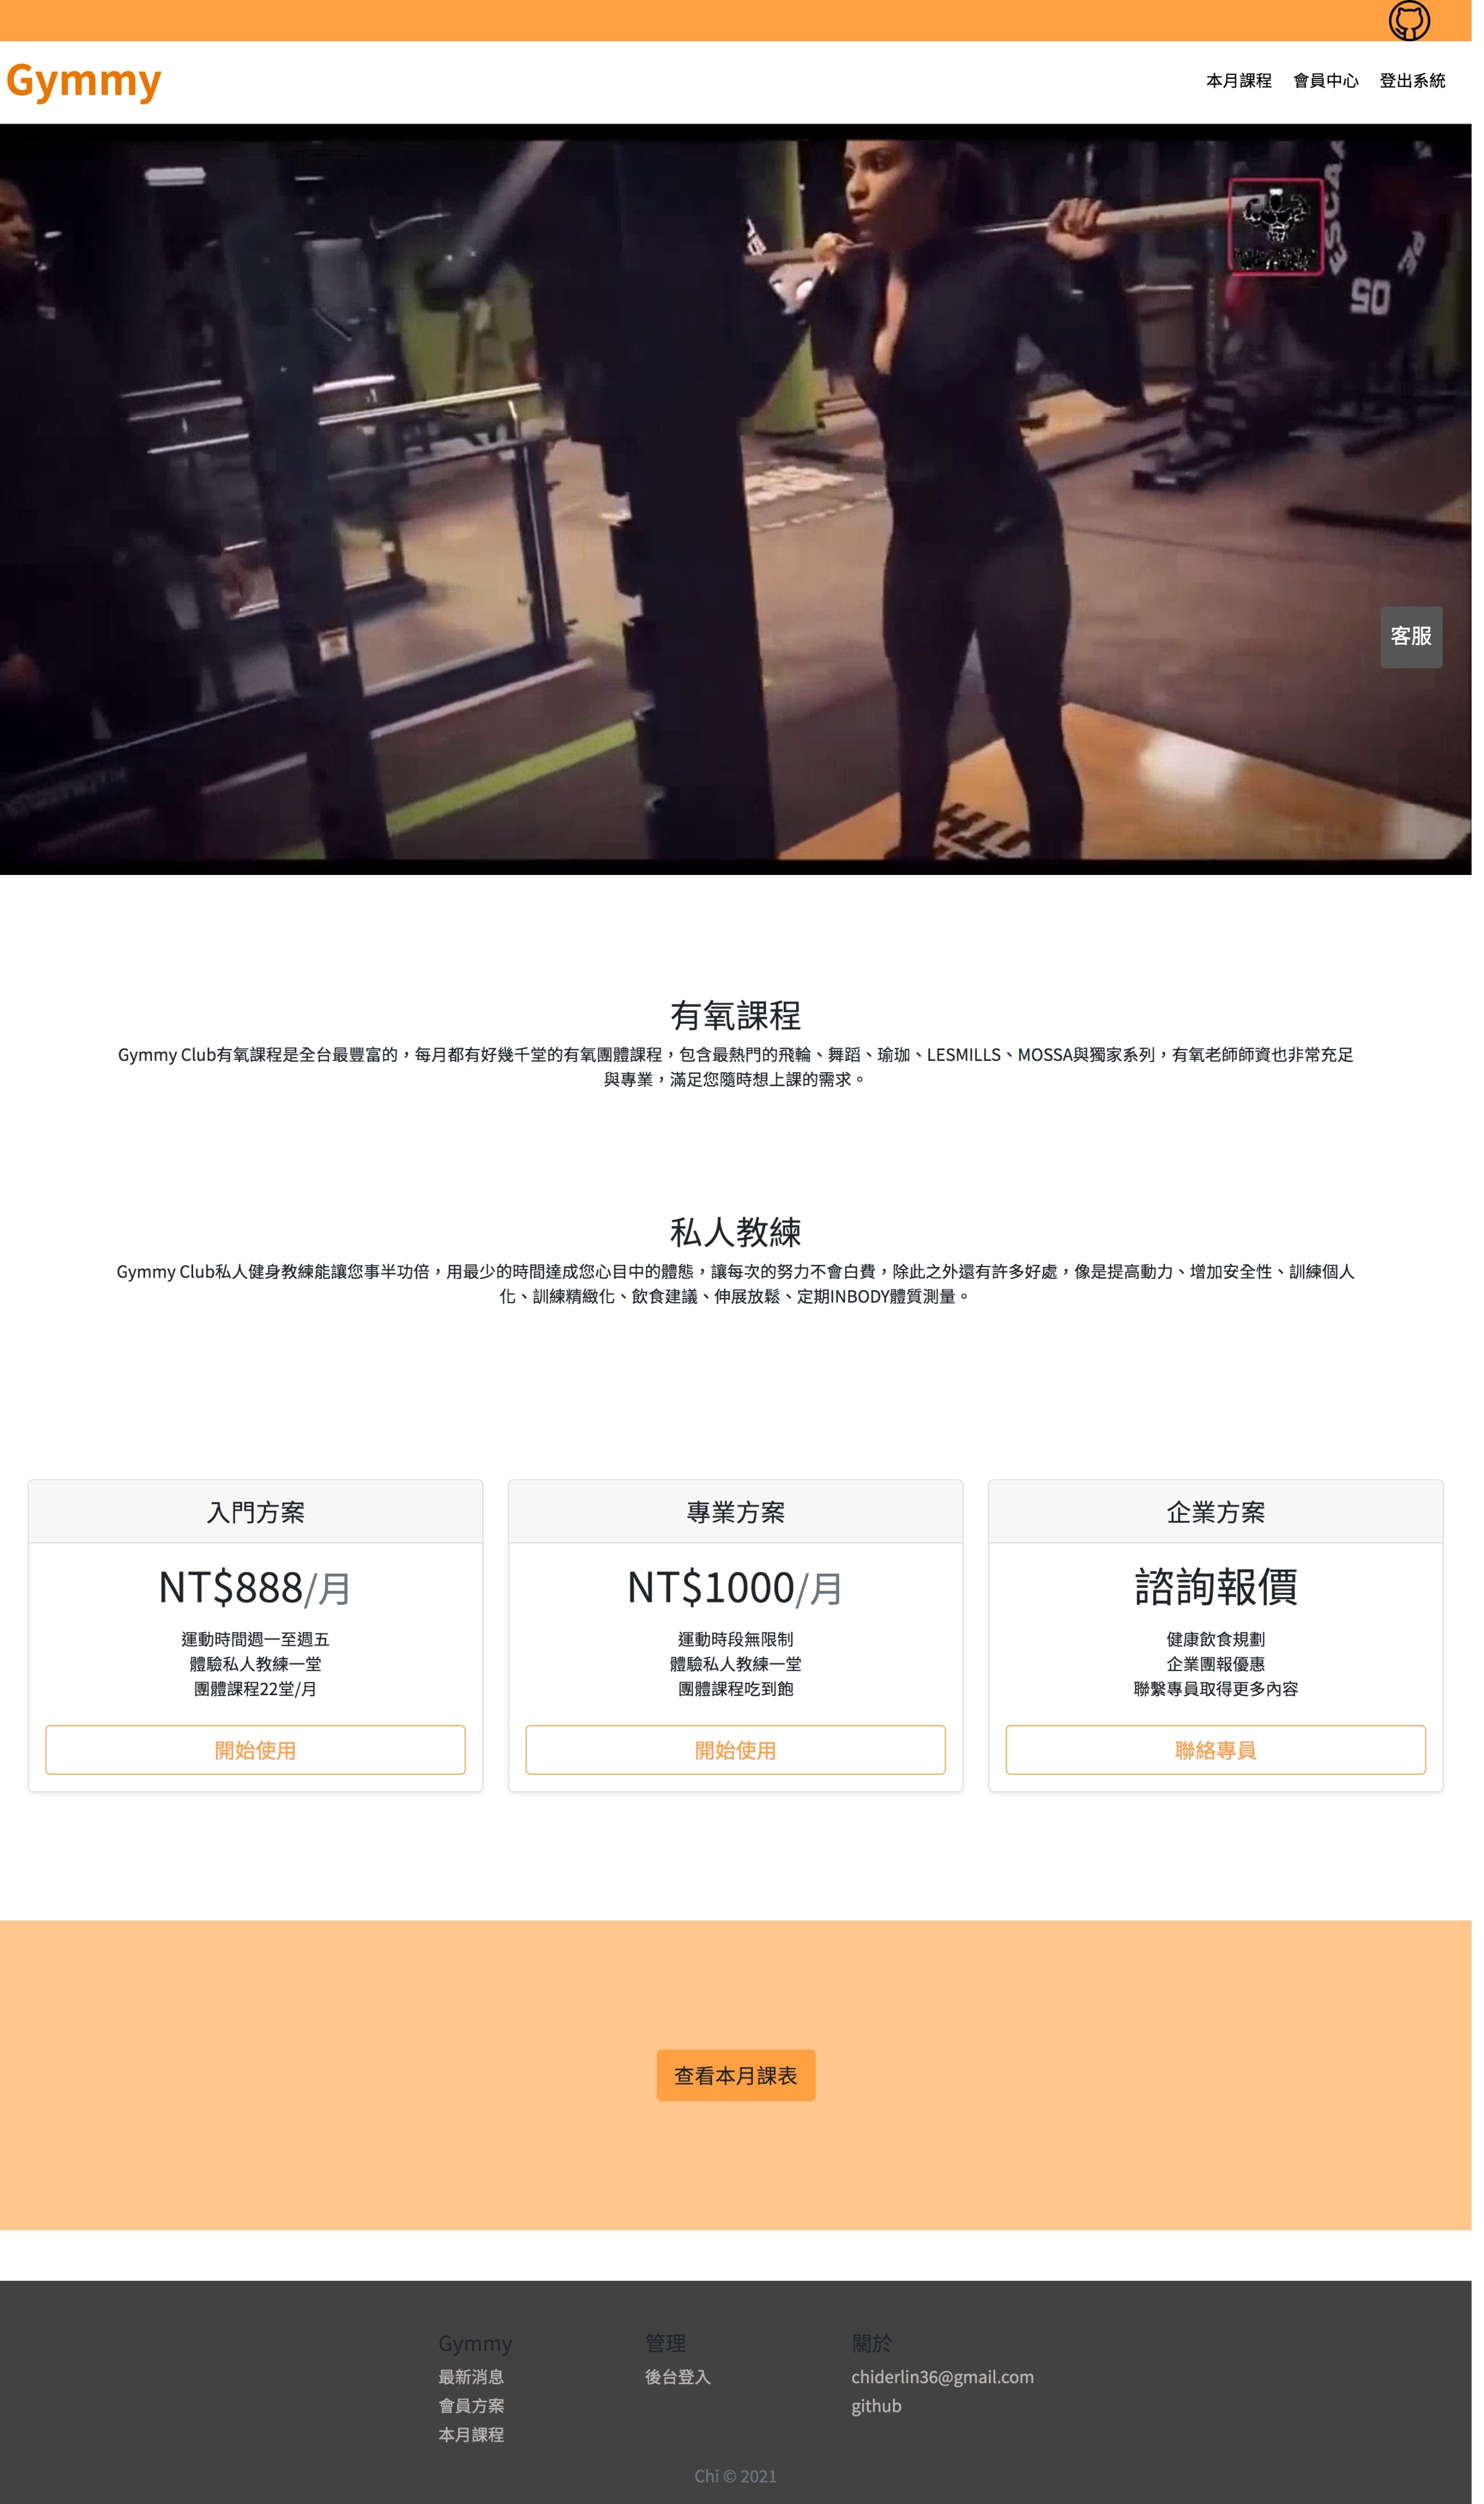 Gymmy
本月課程 會員中心 登出系統
05
客服
有氧課程
Gymmy Club有氧課程是全台最豐富的，每月都有好幾千堂的有氧團體課程，包含最熱門的飛輪、舞蹈、瑜珈、LESMILLS、MOSSA與獨家系列，有氧老師師資也非常充足
與專業，滿足您隨時想上課的需求。
私人教練
Gymmy Club私人健身教練能讓您事半功倍，用最少的時間達成您心目中的體態，讓每次的努力不會白費，除此之外還有許多好處，像是提高動力、增加安全性、訓練個人
化、訓練精緻化、飲食建議、伸展放鬆、定期INBODY體質測量。
入門方案
NT$888/月
運動時間週一至週五
體驗私人教練一堂
團體課程22堂/月
開始使用
專業方案
NT$1000/月
運動時段無限制
體驗私人教練一堂
團體課程吃到飽
開始使用
企業方案
諮詢報價
健康飲食規劃
企業團報優惠
聯繫專員取得更多內容
聯絡專員
查看本月課表
Gymmy
最新消息
會員方案
本月課程
管理
後台登入
關於
chiderlin36@gmail.com
github
Chi © 2021